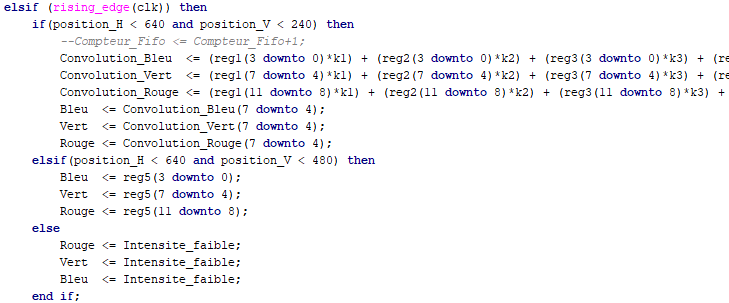 elsif (rising_edge(clk)) then
if(position_H < 640 and position_V < 240) then
--Compteur_Fifo <= Compteur_Fifo+1;
Convolution_Bleu <= (reg1(3 downto 0)*k1) + (reg2(3 downto 0)*k2) + (reg3(3 downto 0)*k3) + (re
Convolution_Vert <= (reg1(7 downto 4)*k1) + (reg2(7 downto 4)*k2) + (reg3(7 downto 4)*k3) + (re
Convolution_Rouge <= (reg1(11 downto 8)*k1) + (reg2(11 downto 8)*k2) + (reg3(11 downto 8)*k3) +
Bleu <= Convolution_Bleu(7 downto 4);
Vert <= Convolution_Vert(7 downto 4);
Rouge <= Convolution_Rouge(7 downto 4);
elsif(position_H < 640 and position_V < 480) then
Bleu <= reg5(3 downto 0);
Vert <= reg5(7 downto 4);
Rouge <= reg5(11 downto 8);
else
Rouge <= Intensite_faible;
Vert <= Intensite_faible;
Bleu <= Intensite_faible;
end if;